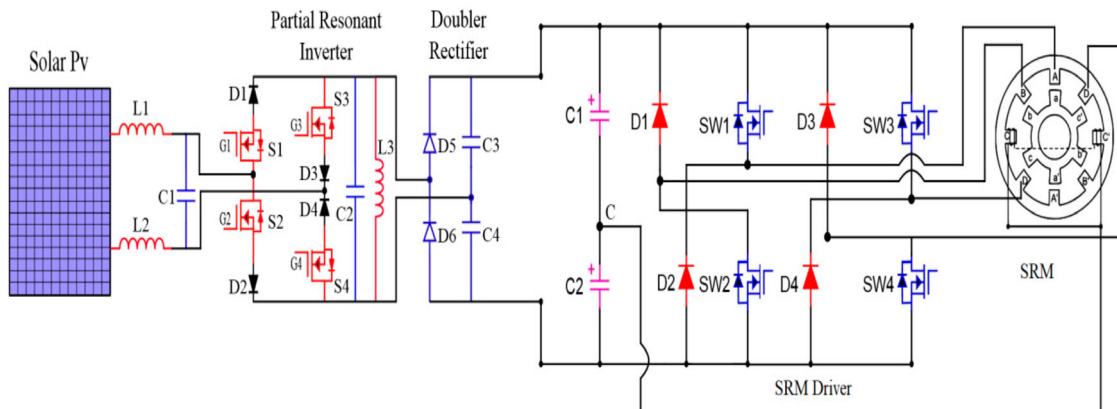 Partial Resonant
Inverter
Doubler
Rectifier
Solar Pv
L1
L2
C1
D1
G1
S1
G2
S2
D2
G3
S3
D3
D4
G4
S4
C2
L3
D5
D6
C3
C4
C1
C
C2
D1
SW1
D2
SW2
D3
SW3
D4
SW4
SRM Driver
A
B
D
a
b
c'
C
C'
c
b'
a'
D
B'
A'
SRM